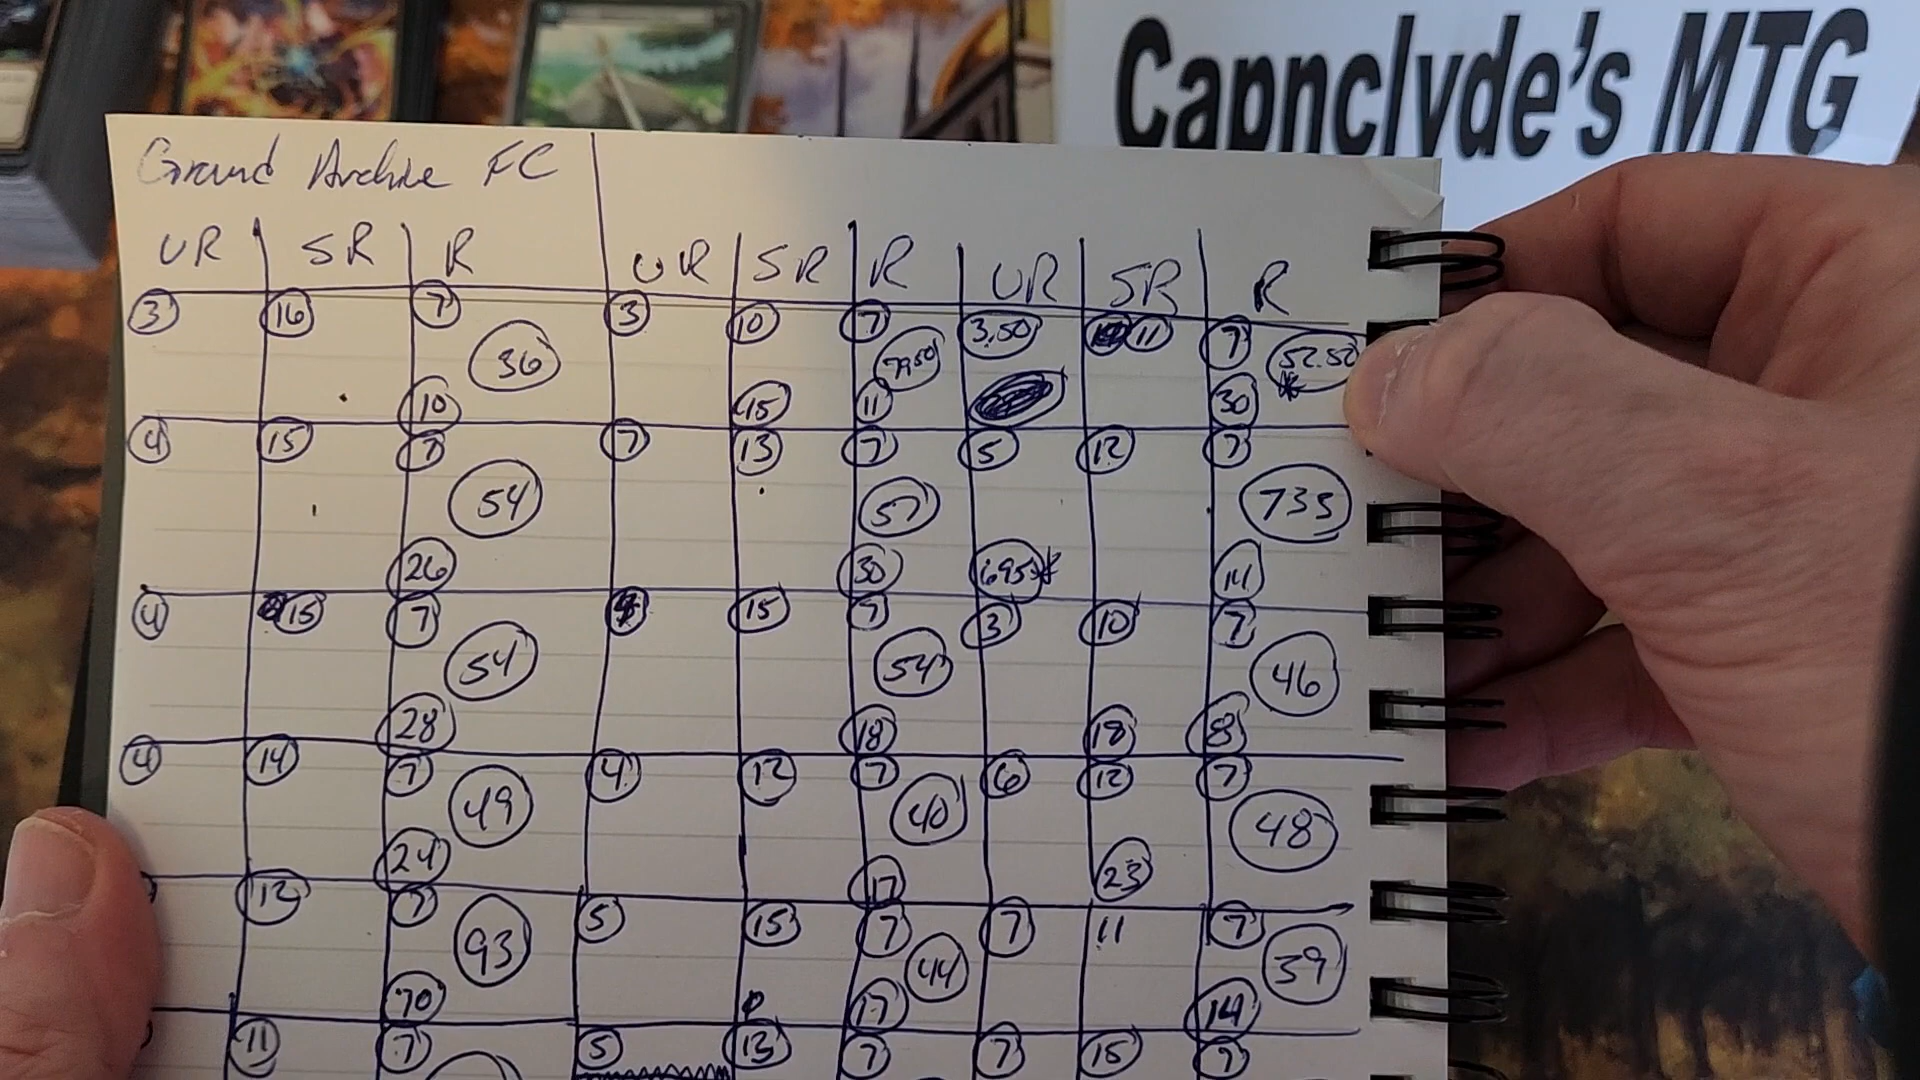 Capnclyde's MTG
Grand Archive FC
UR SR R UR SR R UR SR R
3 16 7 3 10 7 3.50 11 7
36 52.50
10 15 11 30
4 15 7 7 13 7 5 12 7
54 57 735
26 30 14
4 15 7 15 7 3 10 7
54 54 46
28 18 18 8
4 14 7 4 12 7 6 12 7
49 40 48
24 17 23
12 7 5 15 7 7 11 7
93 44 39
70 17 14
11 7 5 13 7 7 15 7